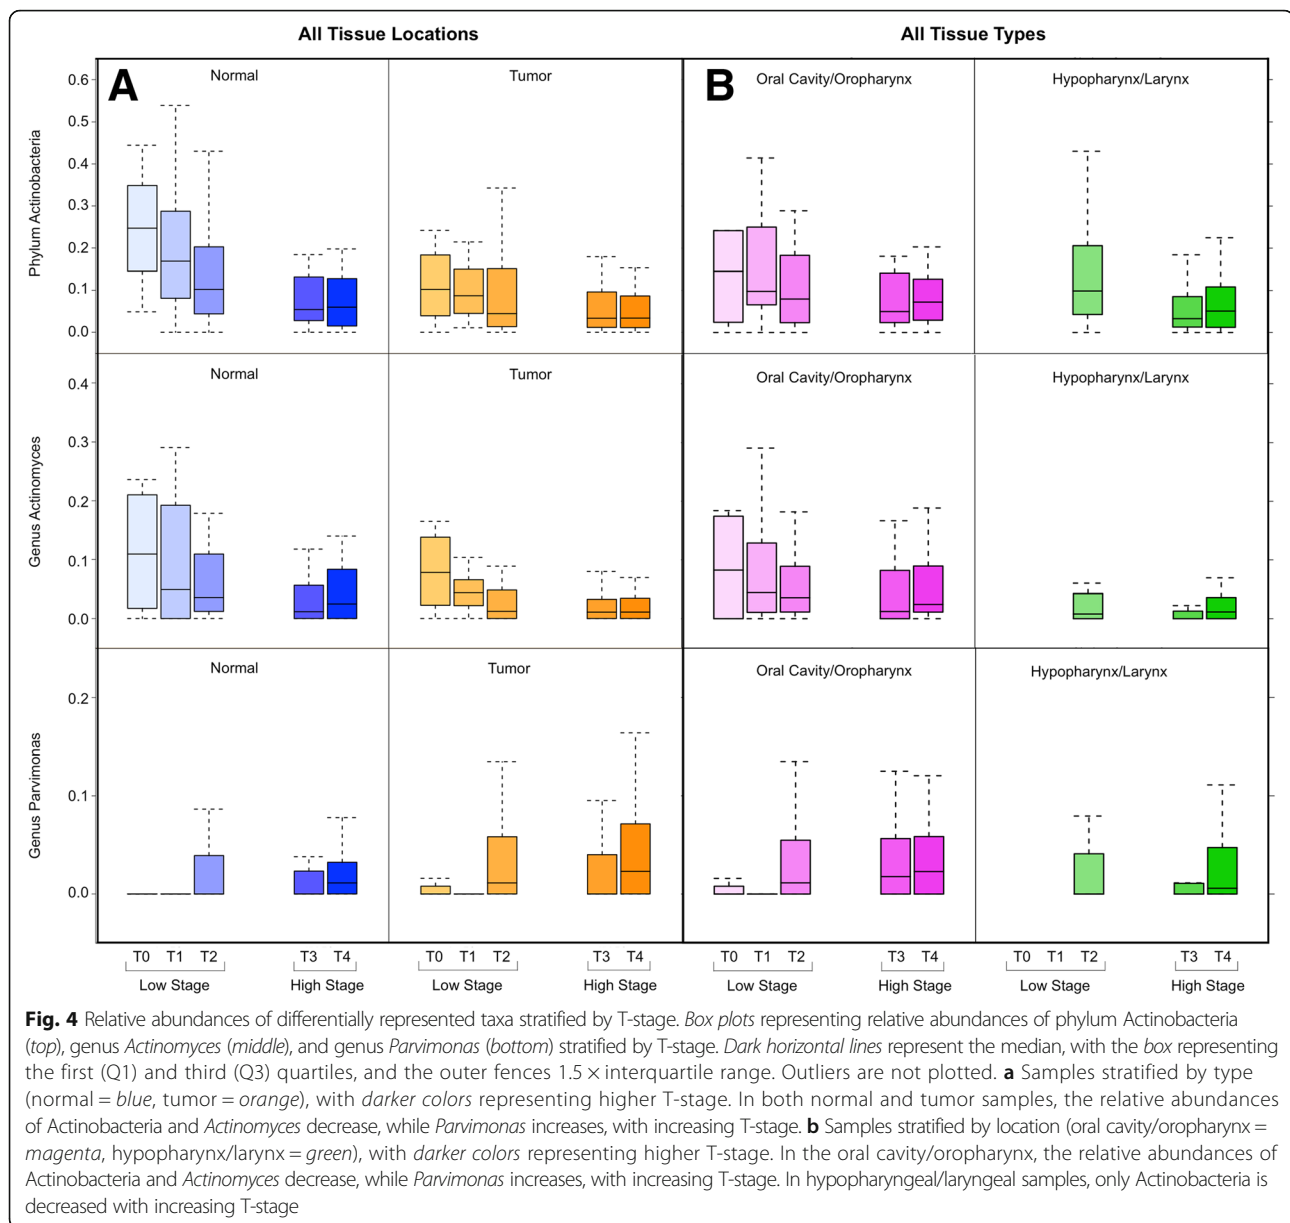 All Tissue Locations
All Tissue Types
A
B
Normal
Tumor
Oral Cavity/Oropharynx
Hypopharynx/Larynx
Phylum Actinobacteria
0.6
0.5
0.4
0.3
0.2
0.1
0.0
Normal
Tumor
Oral Cavity/Oropharynx
Hypopharynx/Larynx
Genus Actinomyces
0.4
0.3
0.2
0.1
0.0
Normal
Tumor
Oral Cavity/Oropharynx
Hypopharynx/Larynx
Genus Parvimonas
0.2
0.1
0.0
T0 T1 T2 T3 T4 T0 T1 T2 T3 T4 T0 T1 T2 T3 T4 T0 T1 T2 T3 T4
Low Stage High Stage Low Stage High Stage Low Stage High Stage Low Stage High Stage
Fig. 4 Relative abundances of differentially represented taxa stratified by T-stage. Box plots representing relative abundances of phylum Actinobacteria
(top), genus Actinomyces (middle), and genus Parvimonas (bottom) stratified by T-stage. Dark horizontal lines represent the median, with the box representing
the first (Q1) and third (Q3) quartiles, and the outer fences 1.5 × interquartile range. Outliers are not plotted. a Samples stratified by type
(normal = blue, tumor = orange), with darker colors representing higher T-stage. In both normal and tumor samples, the relative abundances
of Actinobacteria and Actinomyces decrease, while Parvimonas increases, with increasing T-stage. b Samples stratified by location (oral cavity/oropharynx =
magenta, hypopharynx/larynx = green), with darker colors representing higher T-stage. In the oral cavity/oropharynx, the relative abundances of
Actinobacteria and Actinomyces decrease, while Parvimonas increases, with increasing T-stage. In hypopharyngeal/laryngeal samples, only Actinobacteria is
decreased with increasing T-stage